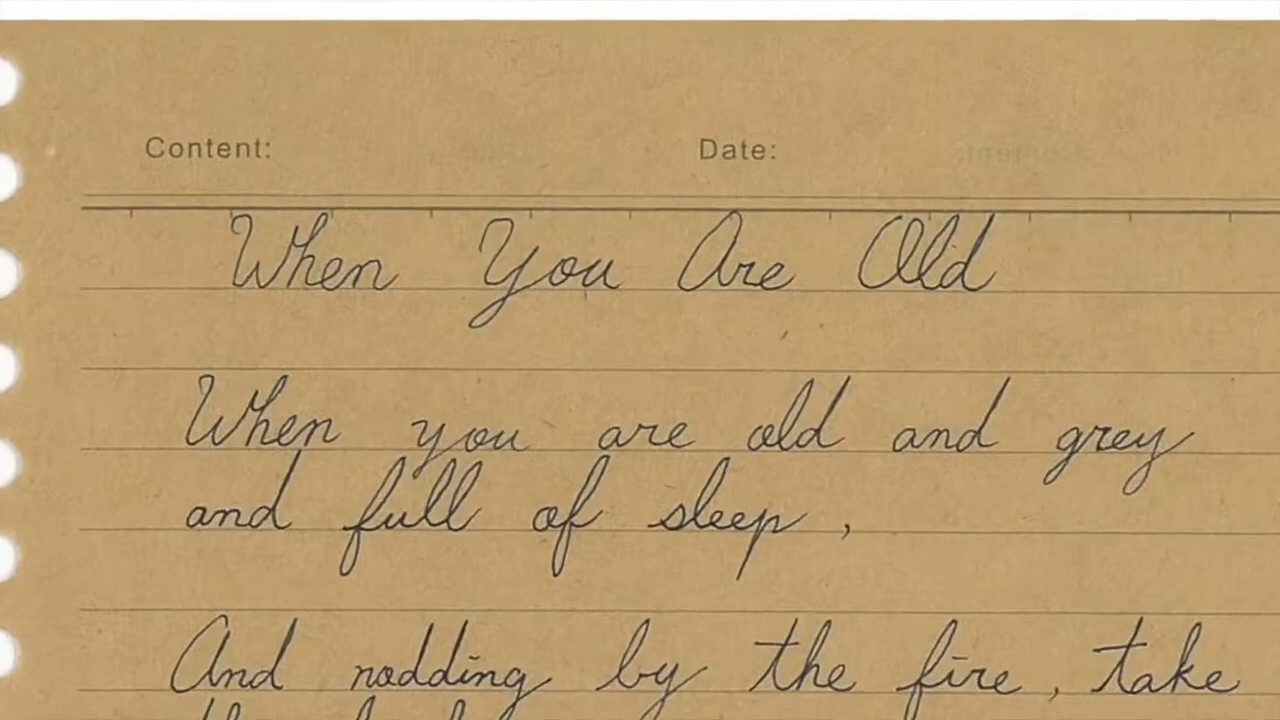 Content: Date:
When You Are Old
When you are old and grey
and full of sleep,
And nodding by the fire, take